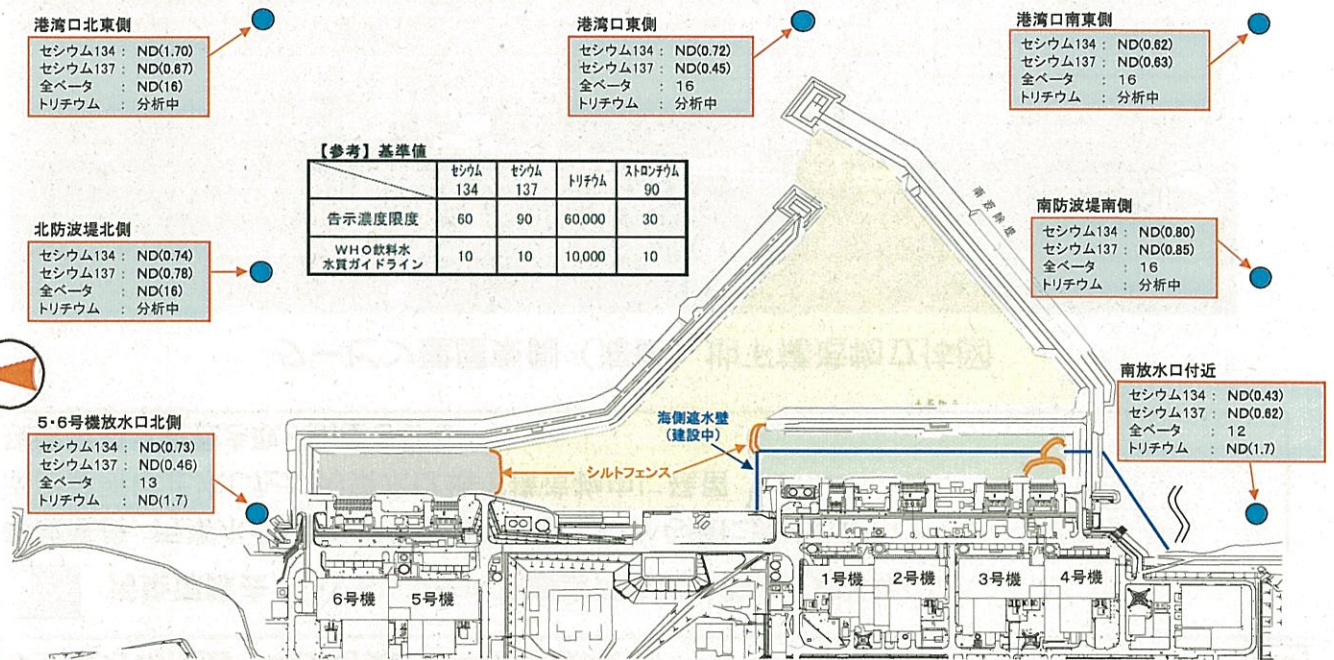 港湾口北東側
セシウム134： ND(1.70)
セシウム137： ND(0.67)
全ベータ ： ND(16)
トリチウム ： 分析中
港湾口東側
セシウム134： ND(0.72)
セシウム137： ND(0.45)
全ベータ ： 16
トリチウム ： 分析中
港湾口南東側
セシウム134： ND(0.62)
セシウム137： ND(0.63)
全ベータ ： 16
トリチウム ： 分析中
【参考】基準値
セシウム134 セシウム137 トリチウム ストロンチウム90
告示濃度限度 60 90 60,000 30
WHO飲料水
水質ガイドライン 10 10 10,000 10
北防波堤北側
セシウム134： ND(0.74)
セシウム137： ND(0.78)
全ベータ ： ND(16)
トリチウム ： 分析中
南防波堤南側
セシウム134： ND(0.80)
セシウム137： ND(0.85)
全ベータ ： 16
トリチウム ： 分析中
5・6号機放水口北側
セシウム134： ND(0.73)
セシウム137： ND(0.46)
全ベータ ： 13
トリチウム ： ND(1.7)
南放水口付近
セシウム134： ND(0.43)
セシウム137： ND(0.62)
全ベータ ： 12
トリチウム ： ND(1.7)
海側遮水壁
(建設中)
シルトフェンス
6号機
5号機
1号機
2号機
3号機
4号機